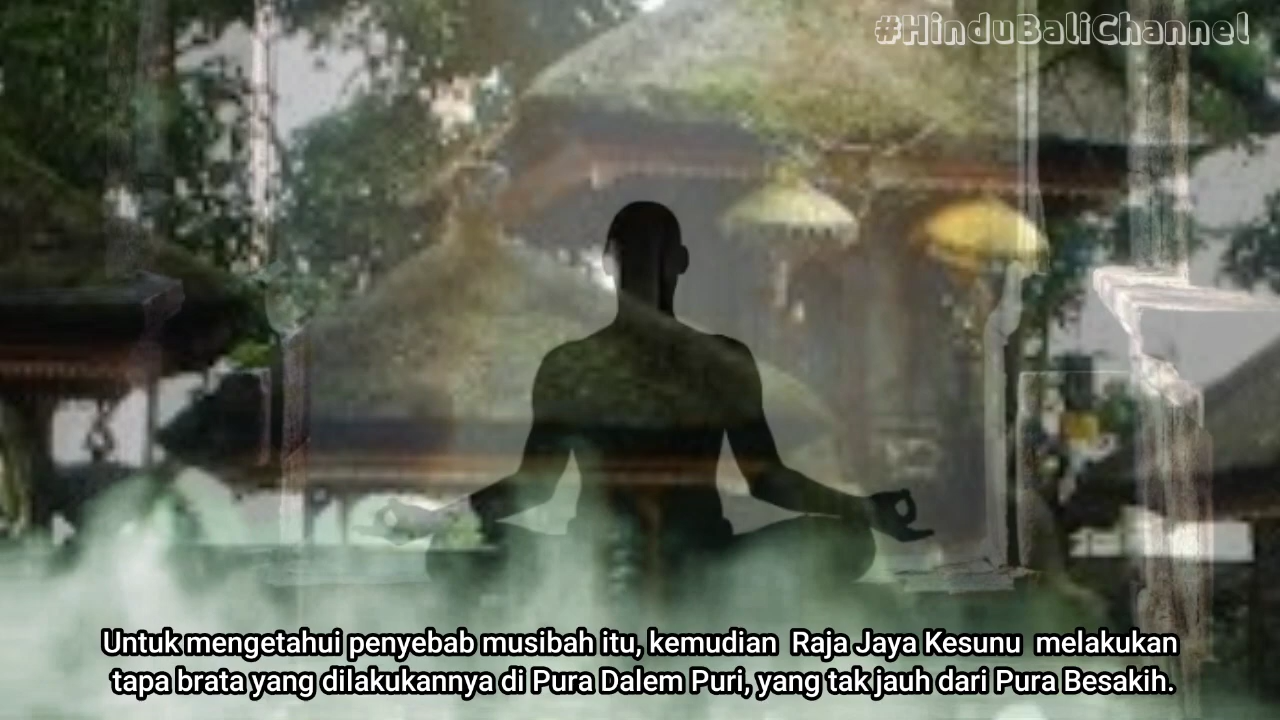 #HinduBaliChannel
Untuk mengetahui penyebab musibah itu, kemudian Raja Jaya Kesunu melakukan
tapa brata yang dilakukannya di Pura Dalem Puri, yang tak jauh dari Pura Besakih.